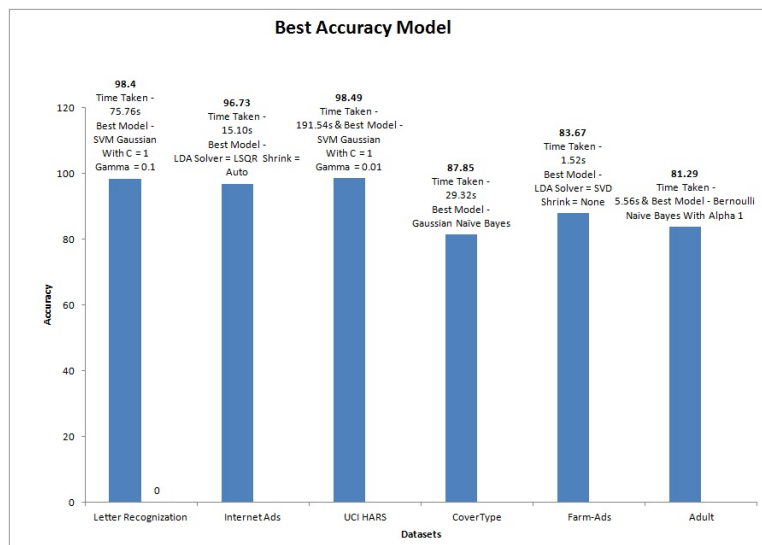 Best Accuracy Model
98.4
Time Taken -
75.76s
Best Model -
SVM Gaussian
With C = 1
Gamma = 0.1
96.73
Time Taken -
15.10s
Best Model -
LDA Solver = LSQR Shrink =
Auto
98.49
Time Taken -
191.54s & Best Model -
SVM Gaussian
With C = 1
Gamma = 0.01
87.85
Time Taken -
29.32s
Best Model -
Gaussian Naïve Bayes
83.67
Time Taken -
1.52s
Best Model -
LDA Solver = SVD
Shrink = None
81.29
Time Taken -
5.56s & Best Model - Bernoulli
Naive Bayes With Alpha 1
120
100
80
60
40
20
0
Accuracy
0
Letter Recognization
Internet Ads
UCI HARS
CoverType
Farm-Ads
Adult
Datasets